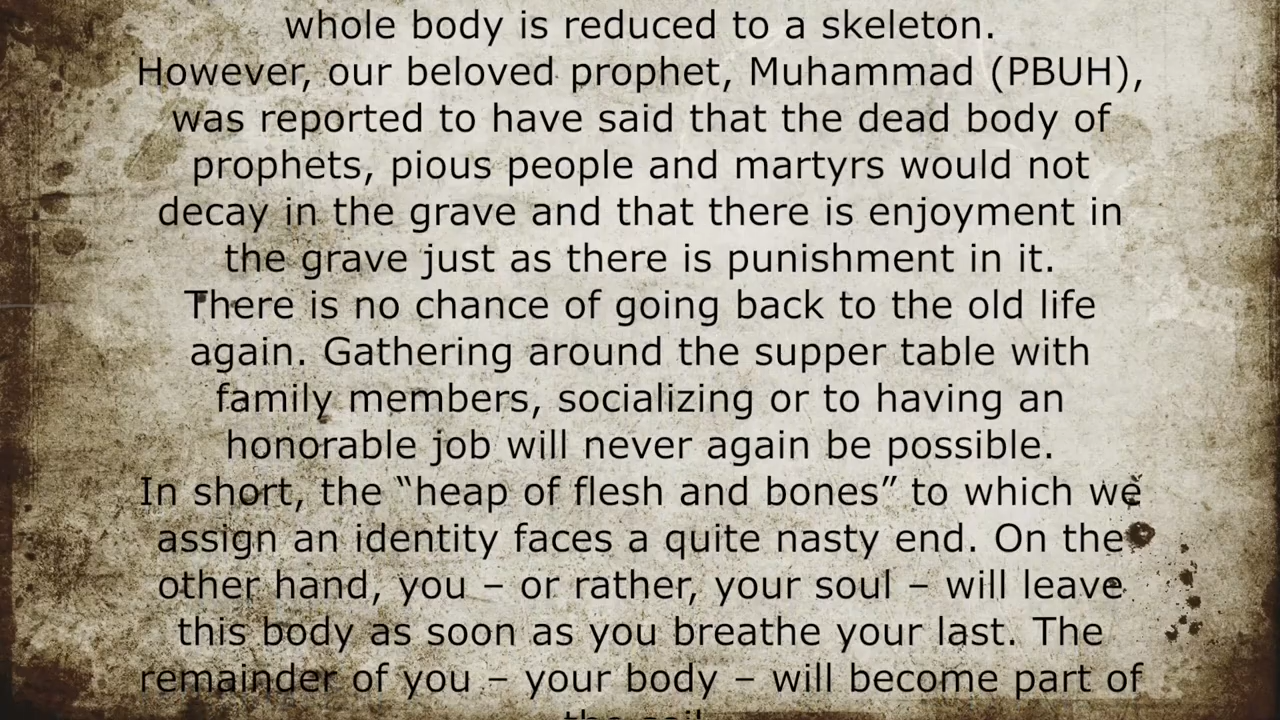 whole body is reduced to a skeleton.
However, our beloved prophet, Muhammad (PBUH),
was reported to have said that the dead body of
prophets, pious people and martyrs would not
decay in the grave and that there is enjoyment in
the grave just as there is punishment in it.
There is no chance of going back to the old life
again. Gathering around the supper table with
family members, socializing or to having an
honorable job will never again be possible.
In short, the “heap of flesh and bones” to which we
assign an identity faces a quite nasty end. On the
other hand, you – or rather, your soul – will leave
this body as soon as you breathe your last. The
remainder of you – your body – will become part of
the soil